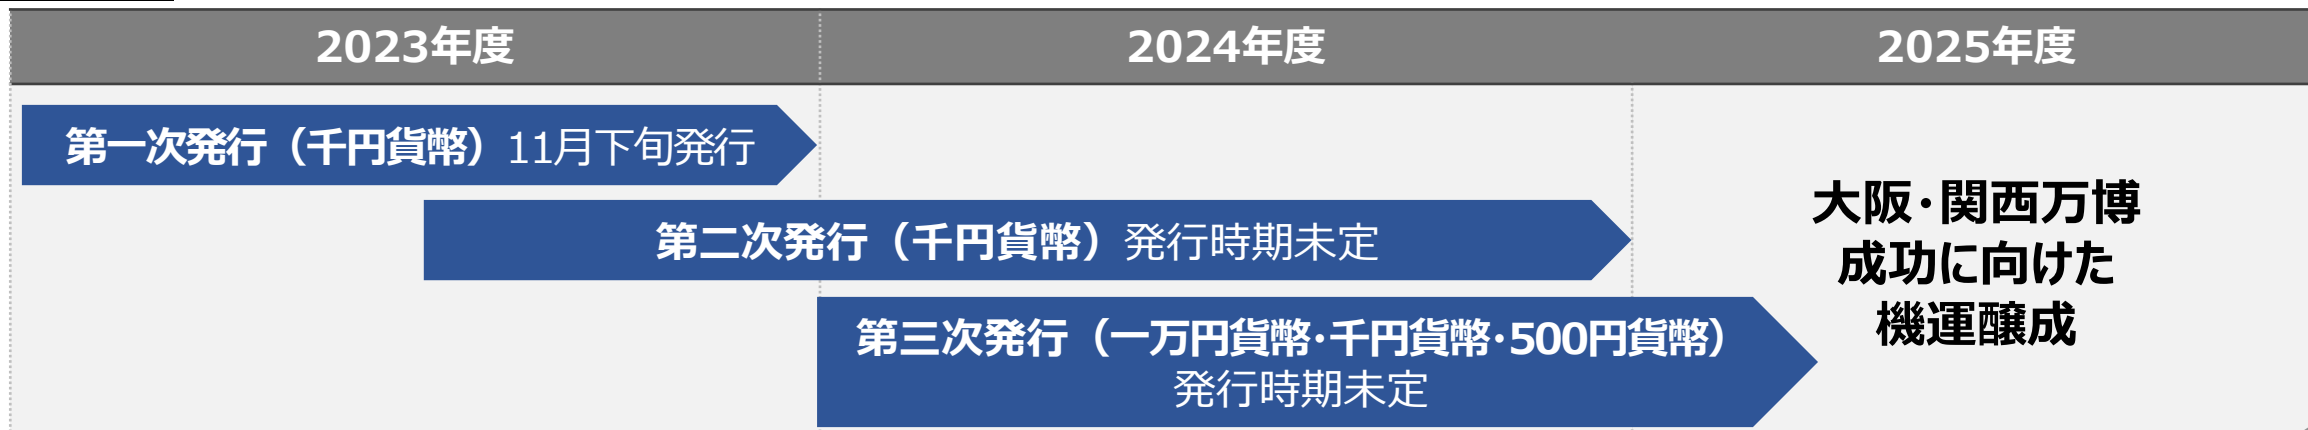 2023年度
2024年度
2025年度
第一次発行（千円貨幣）11月下旬発行
第二次発行（千円貨幣）発行時期未定
第三次発行（一万円貨幣･千円貨幣･500円貨幣）
発行時期未定
大阪･関西万博
成功に向けた
機運醸成